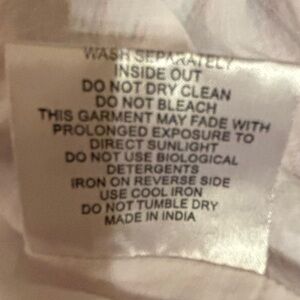 WASH SEPARATELY
INSIDE OUT
DO NOT DRY CLEAN
DO NOT BLEACH
THIS GARMENT MAY FADE WITH
PROLONGED EXPOSURE TO
DIRECT SUNLIGHT
DO NOT USE BIOLOGICAL
DETERGENTS
IRON ON REVERSE SIDE
USE COOL IRON
DO NOT TUMBLE DRY
MADE IN INDIA